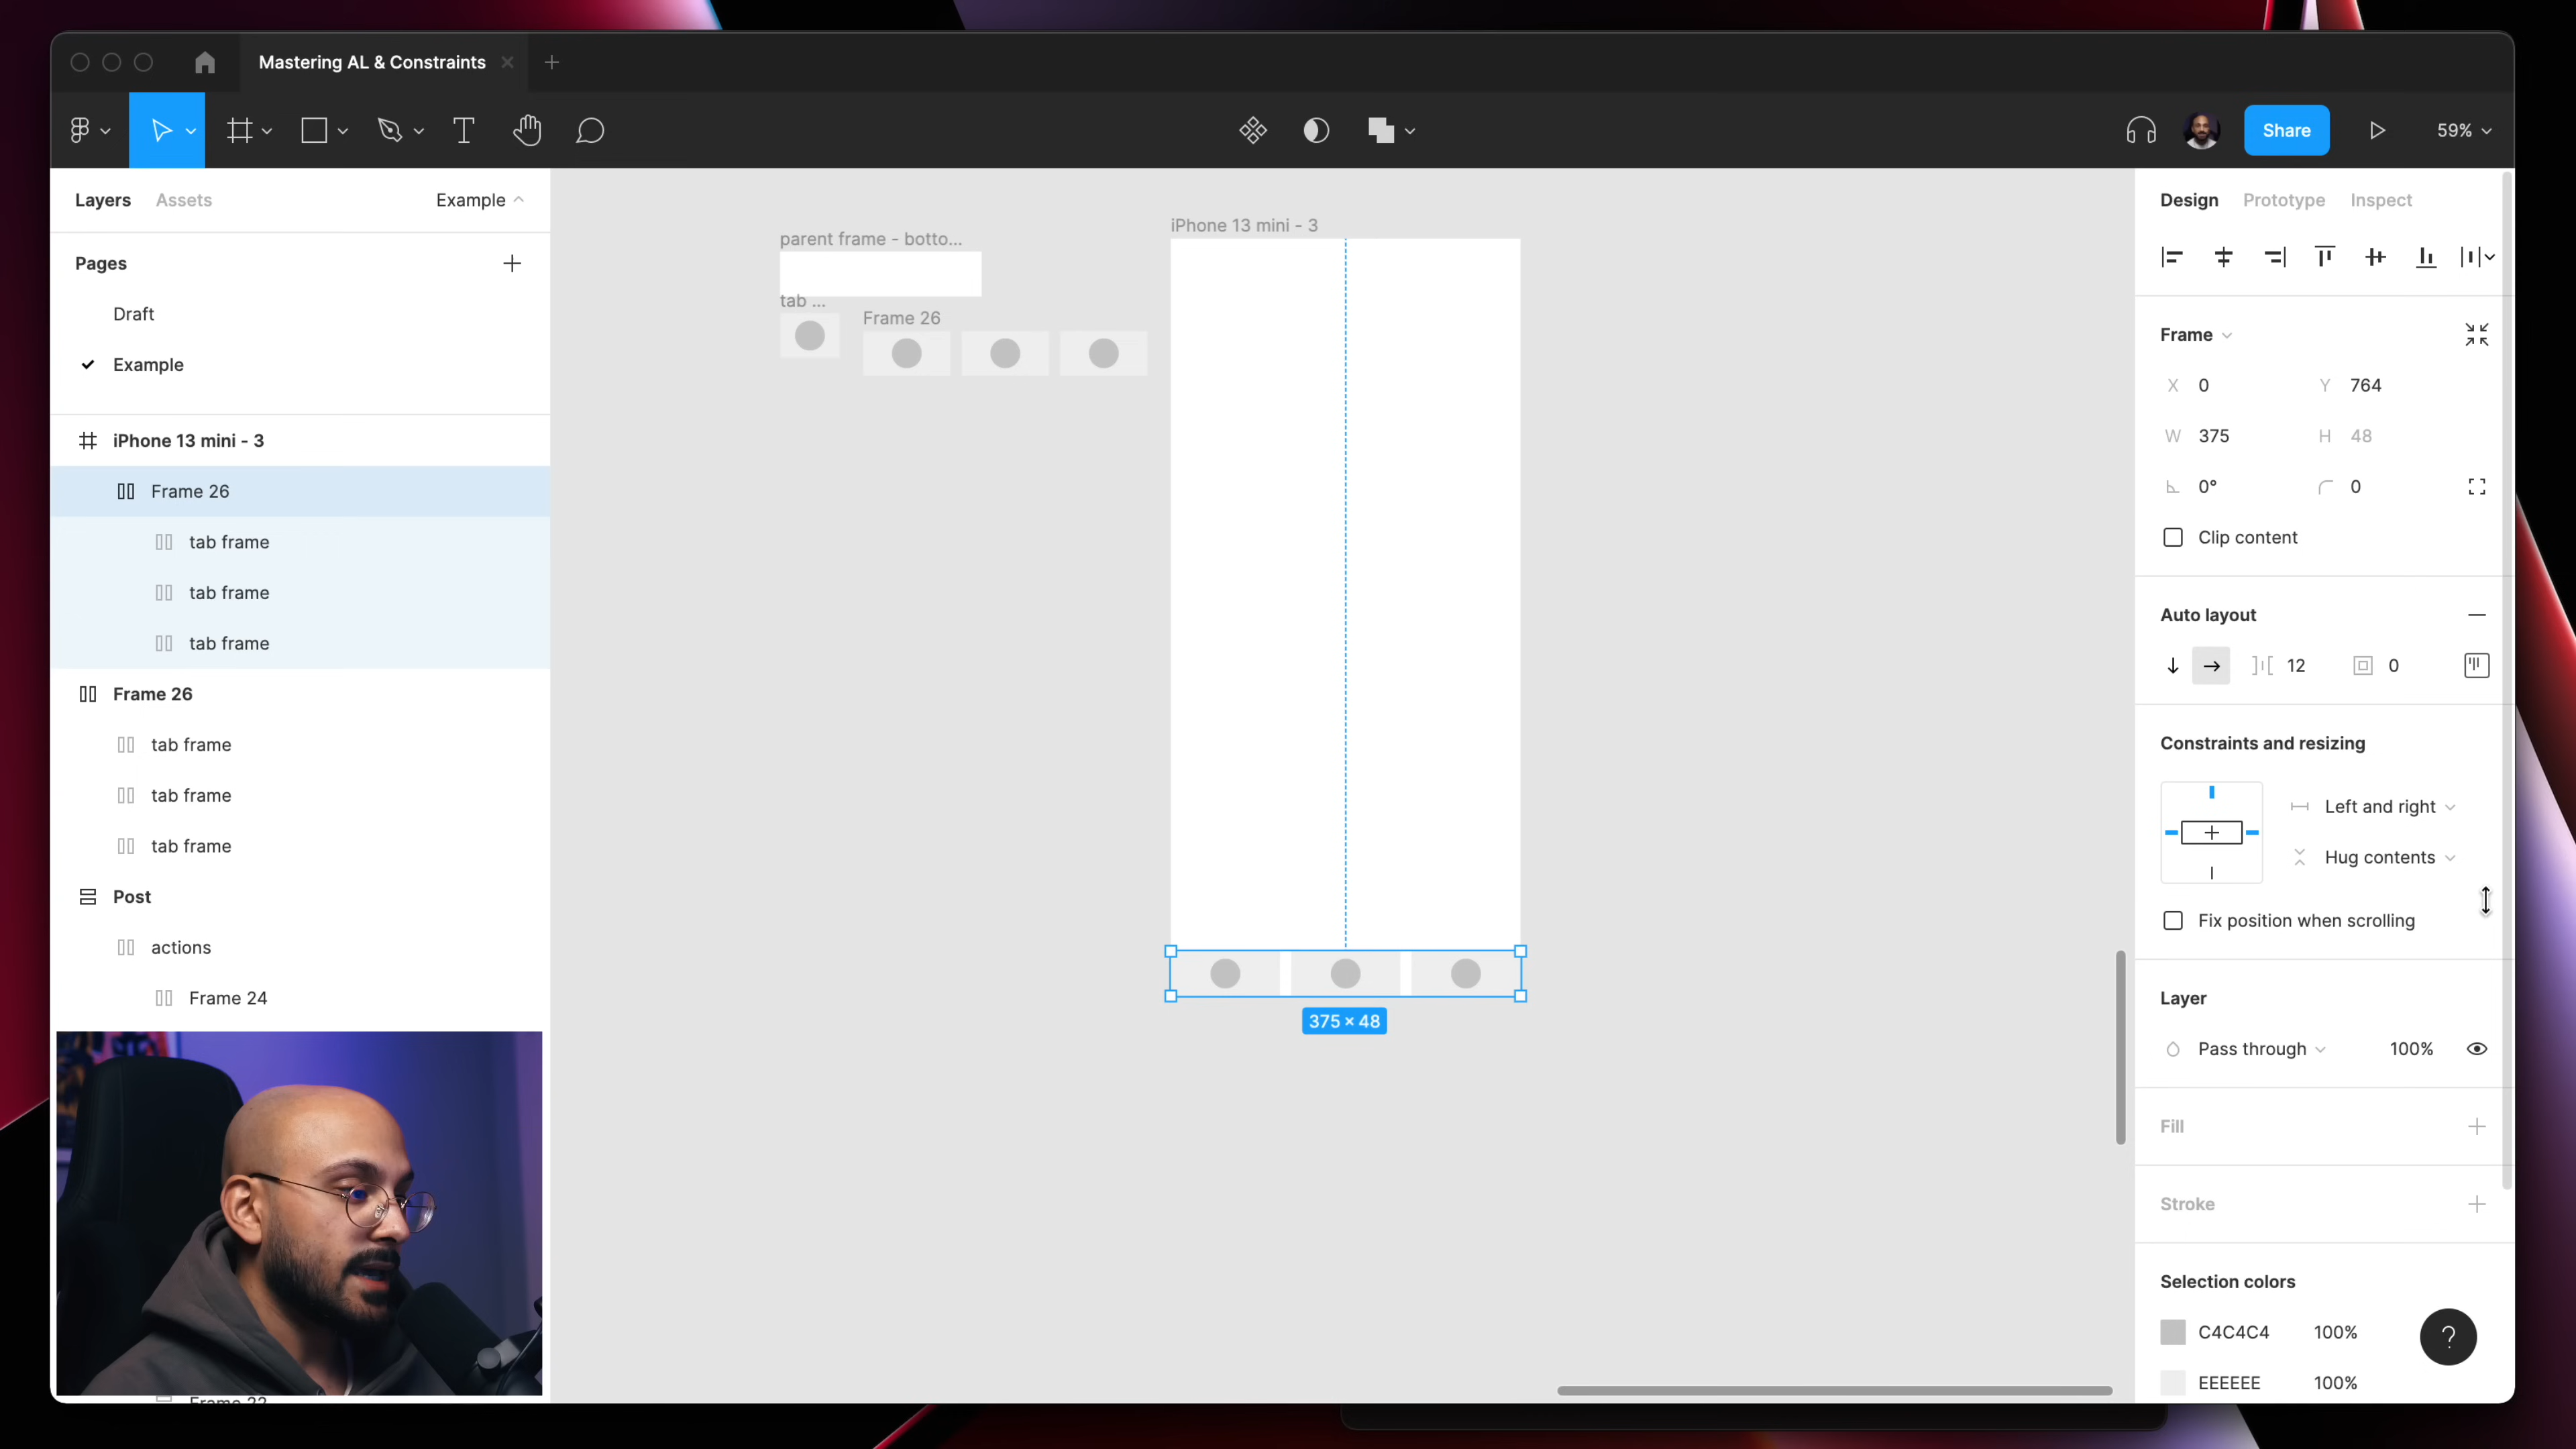 Mastering AL & Constraints
Share
59%
Layers
Assets
Example
Pages
Draft
Example
iPhone 13 mini - 3
Frame 26
tab frame
tab frame
tab frame
Frame 26
tab frame
tab frame
tab frame
Post
actions
Frame 24
parent frame - botto...
tab ...
Frame 26
iPhone 13 mini - 3
375 × 48
Design
Prototype
Inspect
Frame
X 0
Y 764
W 375
H 48
0°
0
Clip content
Auto layout
12
0
Constraints and resizing
Left and right
Hug contents
Fix position when scrolling
Layer
Pass through
100%
Fill
Stroke
Selection colors
C4C4C4 100%
EEEEEE 100%
?